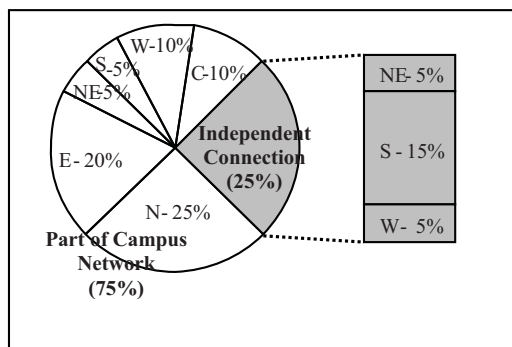 W-10%
S-5%
C-10%
NE-5%
E- 20%
N- 25%
Independent
Connection
(25%)
Part of Campus
Network
(75%)
NE- 5%
S - 15%
W- 5%